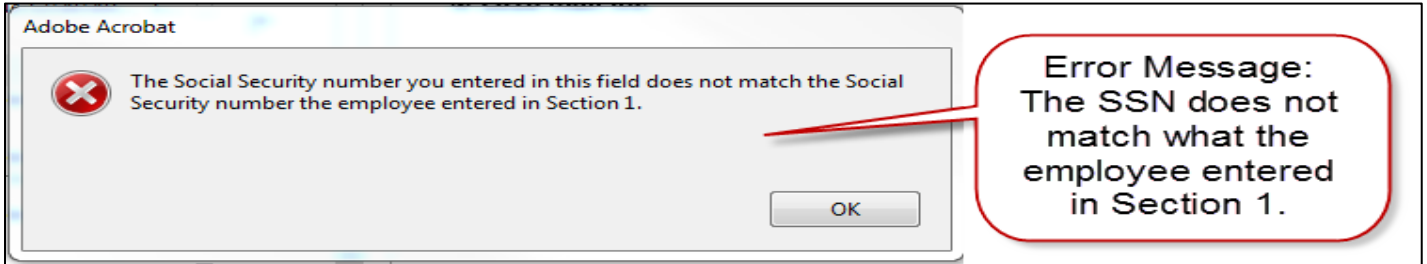 Adobe Acrobat
The Social Security number you entered in this field does not match the Social
Security number the employee entered in Section 1.
OK
Error Message:
The SSN does not
match what the
employee entered
in Section 1.